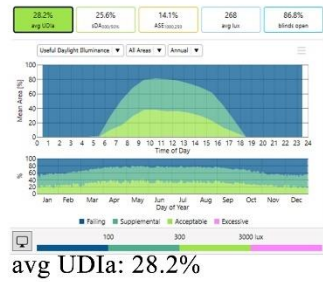 28.2% 25.6% 14.1% 268 86.8%
avg UDIa sDA300/50% ASE1000,250 avg lux blinds open
Useful Daylight Illuminance ▼ All Areas ▼ Annual ▼
Mean Area [%]
100
80
60
40
20
0
0 1 2 3 4 5 6 7 8 9 10 11 12 13 14 15 16 17 18 19 20 21 22 23 24
Time of Day
%
100
80
60
40
20
0
Jan Feb Mar Apr May Jun Jul Aug Sep Oct Nov Dec
Day of Year
Failing Supplemental Acceptable Excessive
100 300 3000 lux
avg UDIa: 28.2%